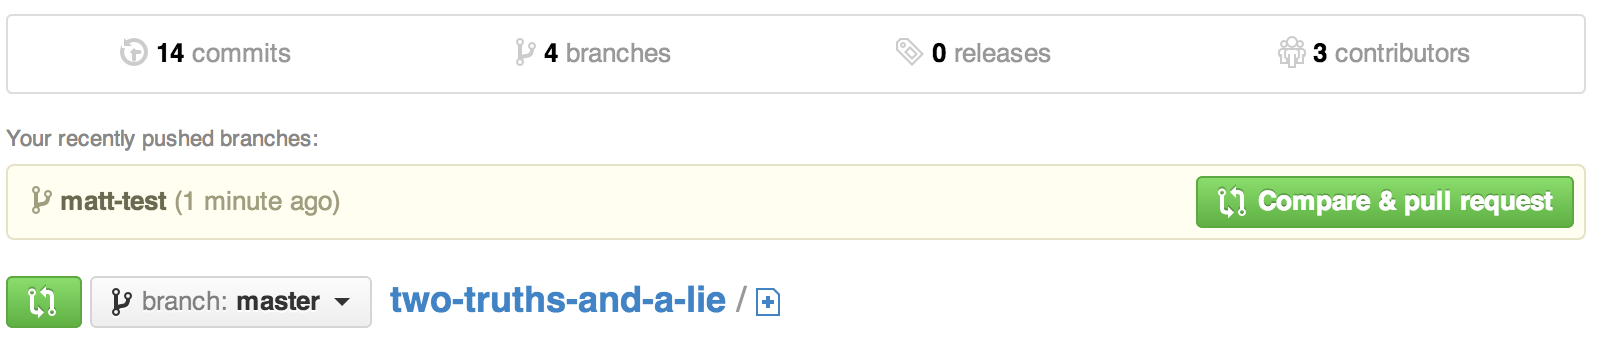 14 commits 4 branches 0 releases 3 contributors
Your recently pushed branches:
matt-test (1 minute ago) Compare & pull request
branch: master two-truths-and-a-lie /